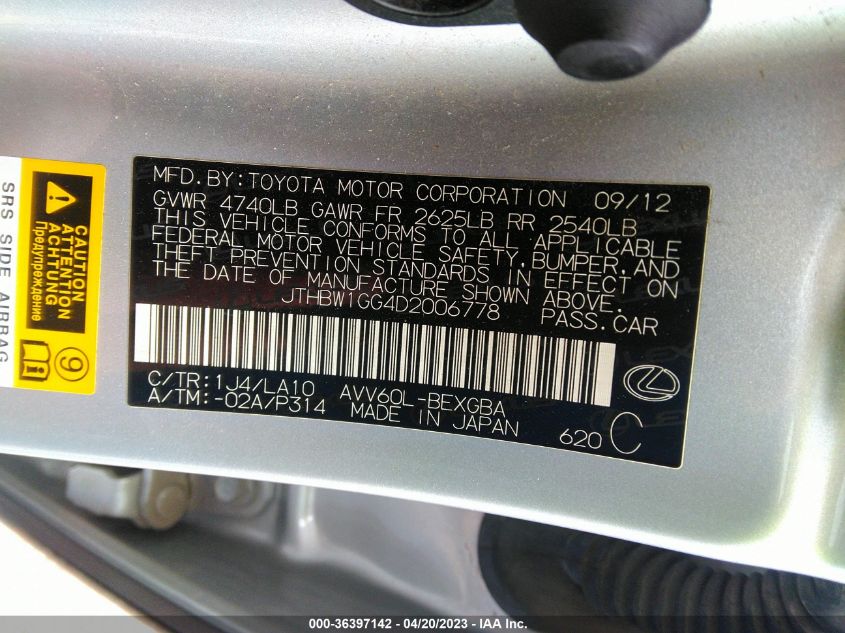 MFD.BY:TOYOTA MOTOR CORPORATION 09/12
GVWR 4740LB GAWR FR 2625LB RR 2540LB
THIS VEHICLE CONFORMS TO ALL APPLICABLE
FEDERAL MOTOR VEHICLE SAFETY,BUMPER,AND
THEFT PREVENTION STANDARDS IN EFFECT ON
THE DATE OF MANUFACTURE SHOWN ABOVE.
JTHBW1GG4D2006778 PASS.CAR
C/TR:1J4/LA10 AVV60L-BEXGBA
A/TM:-02A/P314 MADE IN JAPAN
620 C
CAUTION
ATTENTION
ACHTUNG
Предупреждение
9
SRS SIDE AIRBAG
000-36397142 / 04/20/2023 - IAA Inc.